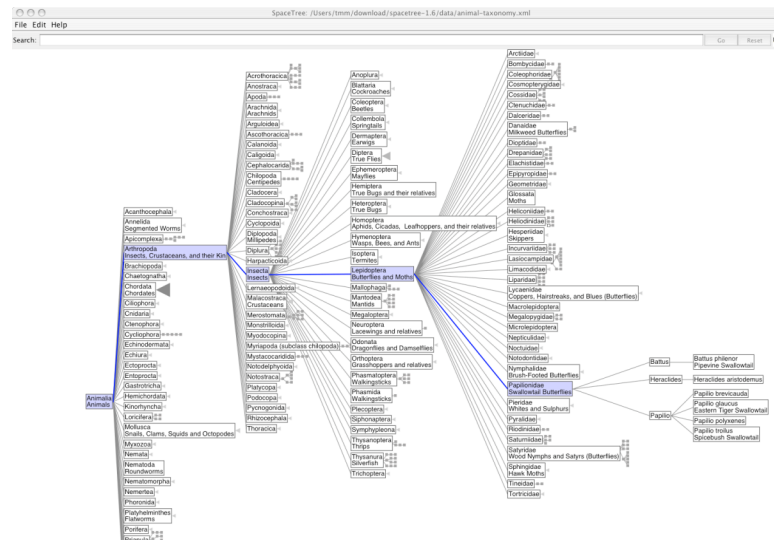 SpaceTree: /Users/tmm/download/spacetree-1.6/data/animal-taxonomy.xml
File Edit Help
Search:
Go
Reset
Animalia
Animals
Acanthocephala
Annelida
Segmented Worms
Apicomplexa
Arthropoda
Insects, Crustaceans, and their Kin
Brachiopoda
Chaetognatha
Chordata
Chordates
Ciliophora
Cnidaria
Ctenophora
Cycliophora
Echinodermata
Echiura
Ectoprocta
Entoprocta
Gastrotricha
Hemichordata
Kinorhyncha
Loricifera
Mollusca
Snails, Clams, Squids and Octopodes
Myxozoa
Nemata
Nematoda
Roundworms
Nematomorpha
Nemertea
Phoronida
Platyhelminthes
Flatworms
Porifera
Acrothoracica
Anostraca
Apoda
Arachnida
Arachnids
Arguloidea
Ascothoracica
Calanoida
Caligoida
Cephalocarida
Chilopoda
Centipedes
Cladocera
Cladocopina
Conchostraca
Cyclopoida
Diplopoda
Millipedes
Diplura
Harpacticoida
Insecta
Insects
Lernaeopodoida
Malacostraca
Crustaceans
Merostomata
Monstrilloida
Myodocopina
Myriapoda (subclass chilopoda)
Mystacocaridida
Notodelphyoida
Notostraca
Platycopa
Podocopa
Pycnogonida
Rhizocephala
Thoracica
Anoplura
Blattaria
Cockroaches
Coleoptera
Beetles
Collembola
Springtails
Dermaptera
Earwigs
Diptera
True Flies
Ephemeroptera
Mayflies
Hemiptera
True Bugs and their relatives
Heteroptera
True Bugs
Homoptera
Aphids, Cicadas, Leafhoppers, and their relatives
Hymenoptera
Wasps, Bees, and Ants
Isoptera
Termites
Lepidoptera
Butterflies and Moths
Mallophaga
Mantodea
Mantids
Megaloptera
Neuroptera
Lacewings and relatives
Odonata
Dragonflies and Damselflies
Orthoptera
Grasshoppers and relatives
Phasmatoptera
Walkingsticks
Phasmida
Walkingsticks
Plecoptera
Siphonaptera
Symphypleona
Thysanoptera
Thrips
Thysanura
Silverfish
Trichoptera
Arctiidae
Bombycidae
Coleophoridae
Cosmopterygidae
Cossidae
Ctenuchidae
Dalceridae
Danaidae
Milkweed Butterflies
Dioptidae
Drepanidae
Elachistidae
Epipyropidae
Geometridae
Glossata
Moths
Heliconiidae
Heliodinidae
Hesperiidae
Skippers
Incurvariidae
Lasiocampidae
Limacodidae
Liparidae
Lycaenidae
Coppers, Hairstreaks, and Blues (Butterflies)
Macrolepidoptera
Megalopygidae
Microlepidoptera
Nepticulidae
Noctuidae
Notodontidae
Nymphalidae
Brush-Footed Butterflies
Papilionidae
Swallowtail Butterflies
Pieridae
Whites and Sulphurs
Pyralidae
Riodinidae
Saturniidae
Satyridae
Wood Nymphs and Satyrs (Butterflies)
Sphingidae
Hawk Moths
Tineidae
Tortricidae
Battus
Heraclides
Papilio
Battus philenor
Pipevine Swallowtail
Heraclides aristodemus
Papilio brevicauda
Papilio glaucus
Eastern Tiger Swallowtail
Papilio polyxenes
Papilio troilus
Spicebush Swallowtail